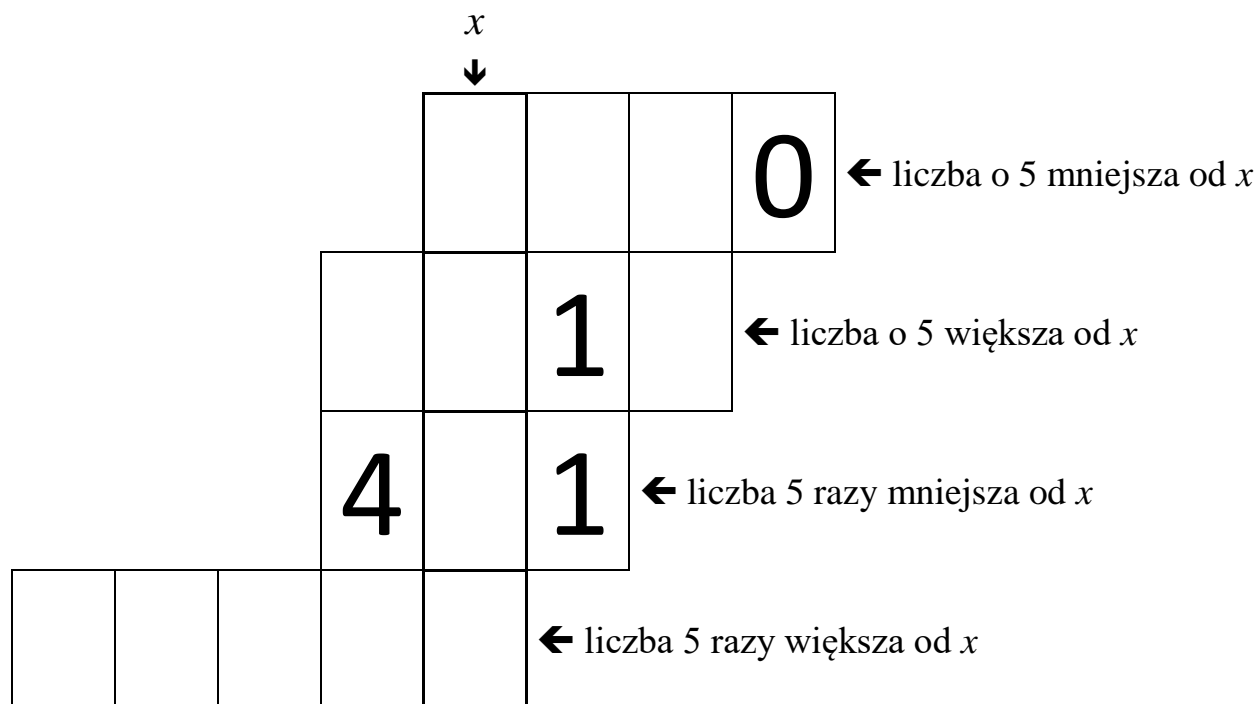 x
🡫
0 🡨 liczba o 5 mniejsza od x
1 🡨 liczba o 5 większa od x
4 1 🡨 liczba 5 razy mniejsza od x
🡨 liczba 5 razy większa od x